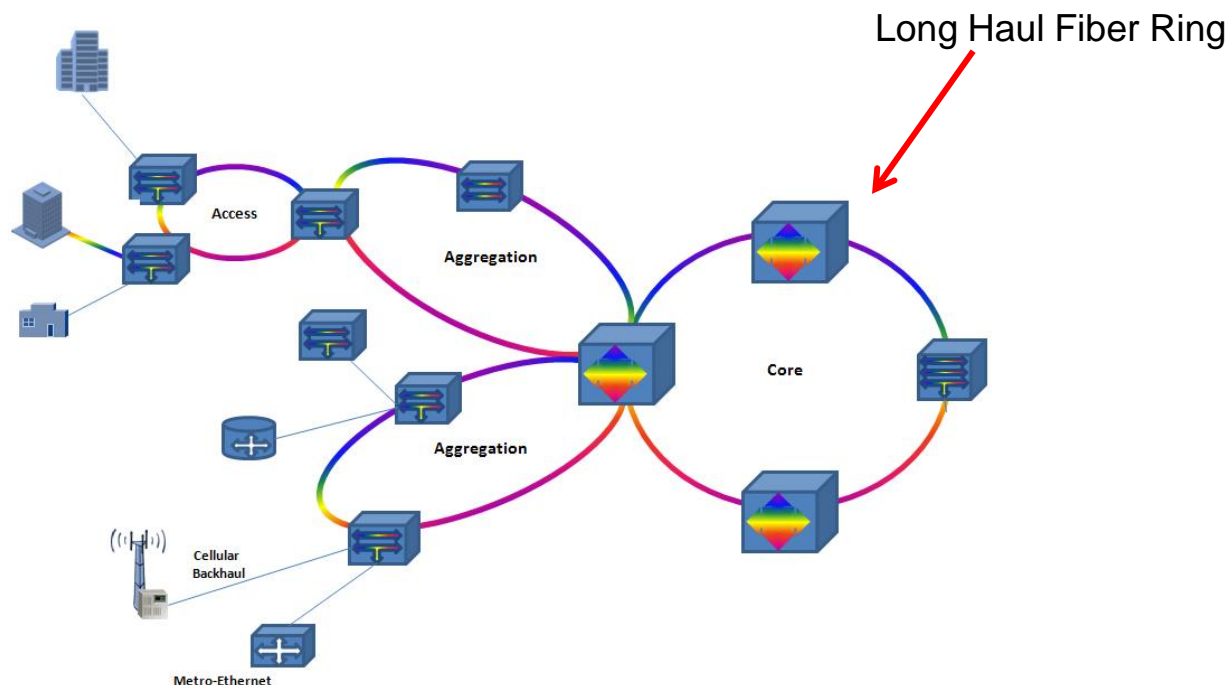 Long Haul Fiber Ring
Access
Aggregation
Core
Aggregation
Cellular
Backhaul
Metro-Ethernet